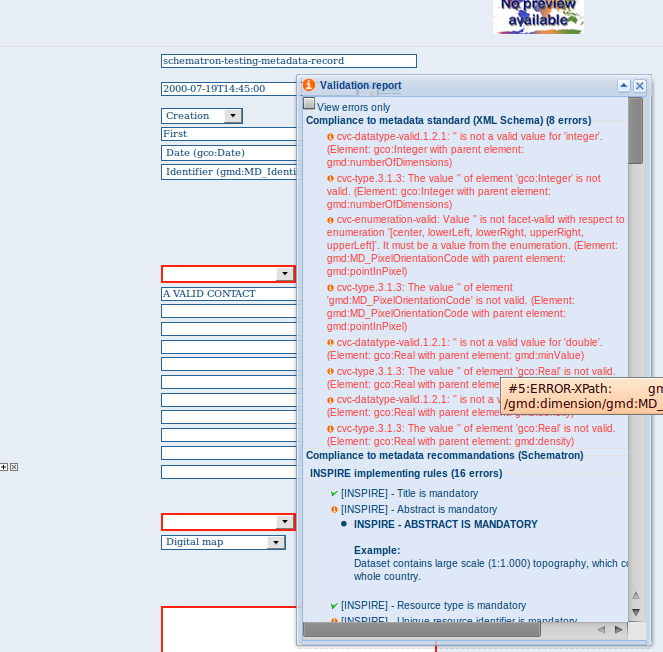 No preview
available
schematron-testing-metadata-record
2000-07-19T14:45:00
Creation
First
Date (gco:Date)
Identifier (gmd:MD_Identi
A VALID CONTACT
Digital map
Validation report
View errors only
Compliance to metadata standard (XML Schema) (8 errors)
cvc-datatype-valid.1.2.1: '' is not a valid value for 'integer'.
(Element: gco:Integer with parent element:
gmd:numberOfDimensions)
cvc-type.3.1.3: The value '' of element 'gco:Integer' is not
valid. (Element: gco:Integer with parent element:
gmd:numberOfDimensions)
cvc-enumeration-valid: Value '' is not facet-valid with respect to
enumeration '[center, lowerLeft, lowerRight, upperRight,
upperLeft]'. It must be a value from the enumeration. (Element:
gmd:MD_PixelOrientationCode with parent element:
gmd:pointInPixel)
cvc-type.3.1.3: The value '' of element
'gmd:MD_PixelOrientationCode' is not valid. (Element:
gmd:MD_PixelOrientationCode with parent element:
gmd:pointInPixel)
cvc-datatype-valid.1.2.1: '' is not a valid value for 'double'.
(Element: gco:Real with parent element: gmd:minValue)
cvc-type.3.1.3: The value '' of element 'gco:Real' is not valid.
(Element: gco:Real with parent eleme
#5:ERROR-XPath: gm
/gmd:dimension/gmd:MD_
cvc-datatype-valid.1.2.1: '' is not a v
(Element: gco:Real with parent element: gmd:density)
cvc-type.3.1.3: The value '' of element 'gco:Real' is not valid.
(Element: gco:Real with parent element: gmd:density)
Compliance to metadata recommandations (Schematron)
INSPIRE implementing rules (16 errors)
[INSPIRE] - Title is mandatory
[INSPIRE] - Abstract is mandatory
INSPIRE - ABSTRACT IS MANDATORY
Example:
Dataset contains large scale (1:1.000) topography, which co
whole country.
[INSPIRE] - Resource type is mandatory
[INSPIRE] - Unique resource identifier is mandatory